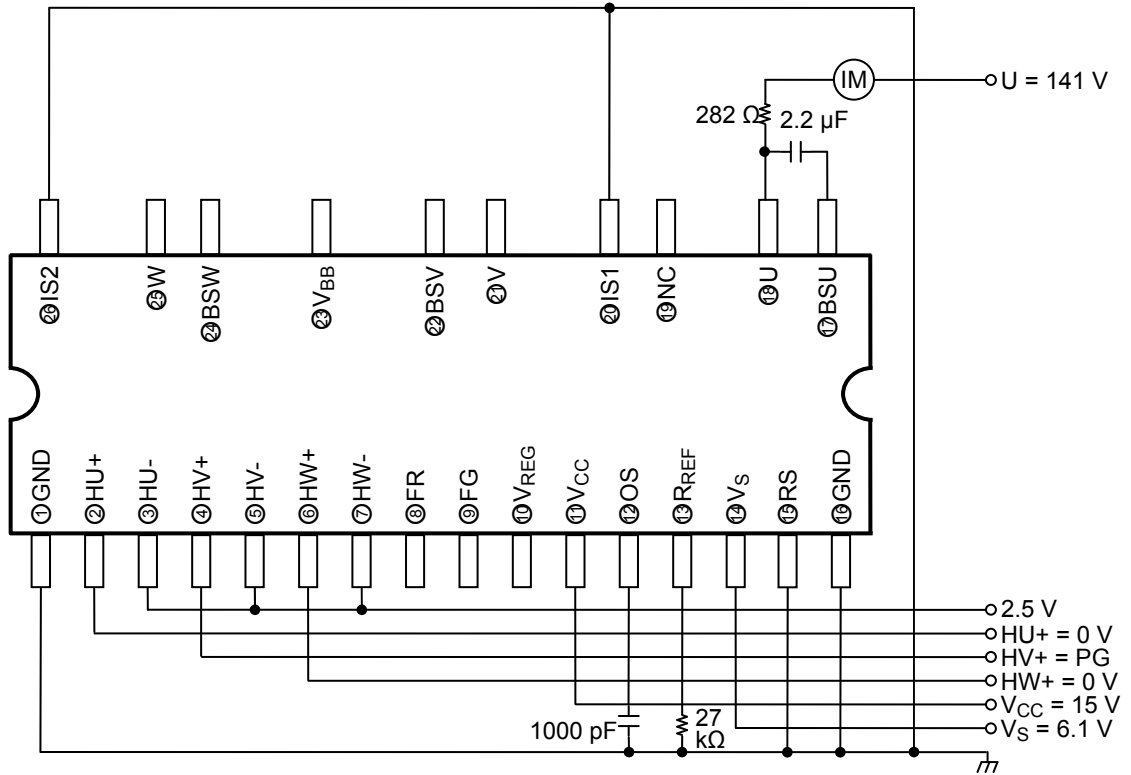 IM
U = 141 V
282 Ω
2.2 µF
㉖IS2
㉕W
㉔BSW
㉓VBB
㉒BSV
㉑V
⑳IS1
⑲NC
⑱U
⑰BSU
①GND
②HU+
③HU-
④HV+
⑤HV-
⑥HW+
⑦HW-
⑧FR
⑨FG
⑩VREG
⑪VCC
⑫OS
⑬RREF
⑭VS
⑮RS
⑯GND
2.5 V
HU+ = 0 V
HV+ = PG
HW+ = 0 V
VCC = 15 V
VS = 6.1 V
1000 pF
27
kΩ